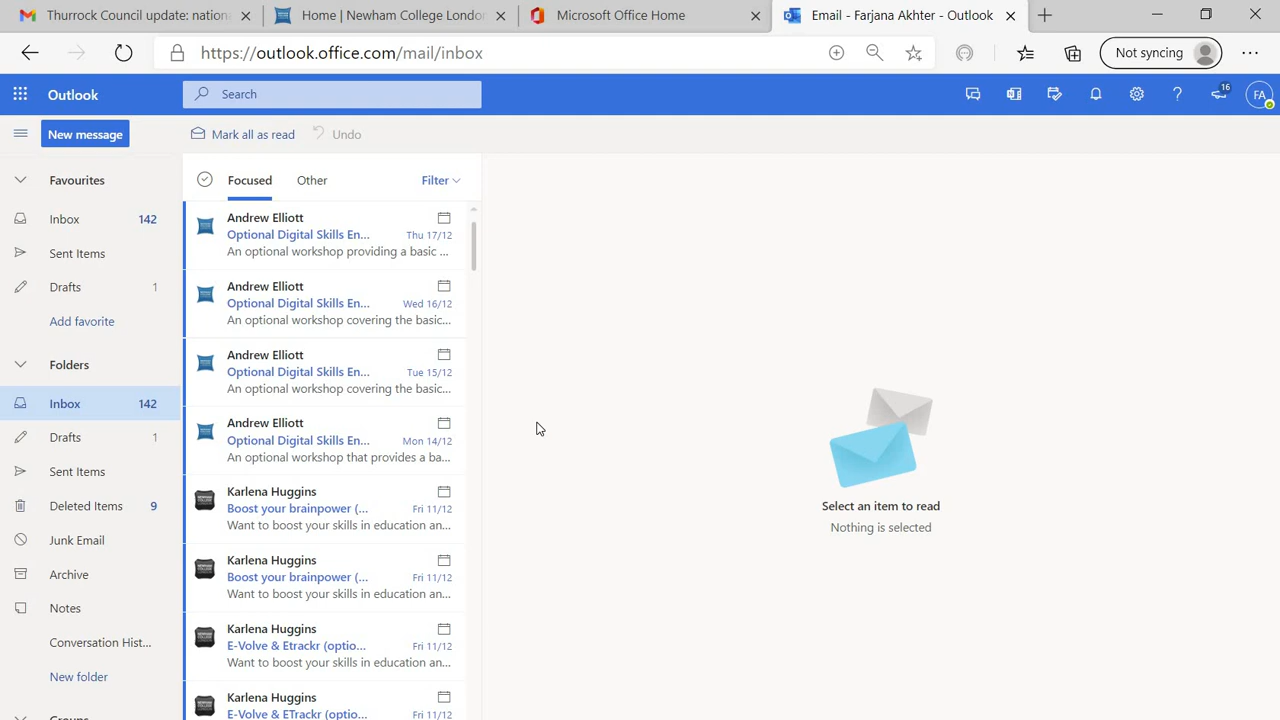 Thurrock Council update: nation
Home | Newham College London
Microsoft Office Home
Email - Farjana Akhter - Outlook
https://outlook.office.com/mail/inbox
Not syncing
Outlook
Search
16
FA
New message
Mark all as read
Undo
Favourites
Inbox 142
Sent Items
Drafts 1
Add favorite
Folders
Inbox 142
Drafts 1
Sent Items
Deleted Items 9
Junk Email
Archive
Notes
Conversation Hist...
New folder
Groups
Focused Other Filter
Andrew Elliott
Optional Digital Skills En... Thu 17/12
An optional workshop providing a basic ...
Andrew Elliott
Optional Digital Skills En... Wed 16/12
An optional workshop covering the basic...
Andrew Elliott
Optional Digital Skills En... Tue 15/12
An optional workshop covering the basic...
Andrew Elliott
Optional Digital Skills En... Mon 14/12
An optional workshop that provides a ba...
Karlena Huggins
Boost your brainpower (... Fri 11/12
Want to boost your skills in education an...
Karlena Huggins
Boost your brainpower (... Fri 11/12
Want to boost your skills in education an...
Karlena Huggins
E-Volve & Etrackr (optio... Fri 11/12
Want to boost your skills in education an...
Karlena Huggins
E-Volve & ETrackr (optio... Fri 11/12
Select an item to read
Nothing is selected